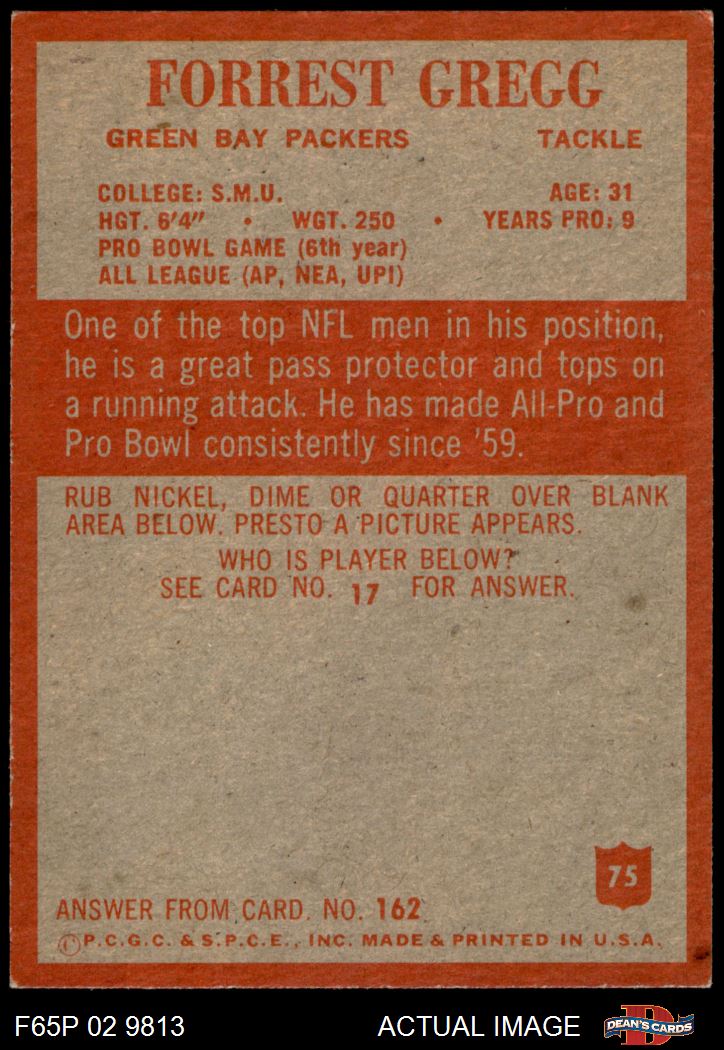 FORREST GREGG
GREEN BAY PACKERS TACKLE
COLLEGE: S.M.U. AGE: 31
HGT. 6'4" • WGT. 250 • YEARS PRO: 9
PRO BOWL GAME (6th year)
ALL LEAGUE (AP, NEA, UPI)
One of the top NFL men in his position,
he is a great pass protector and tops on
a running attack. He has made All-Pro and
Pro Bowl consistently since '59.
RUB NICKEL, DIME OR QUARTER OVER BLANK
AREA BELOW. PRESTO A PICTURE APPEARS.
WHO IS PLAYER BELOW?
SEE CARD NO. 17 FOR ANSWER.
75
ANSWER FROM CARD. NO. 162
© P.C.G.C. & S.P.C.E., INC. MADE & PRINTED IN U.S.A.
F65P 02 9813 ACTUAL IMAGE D DEAN'S CARDS